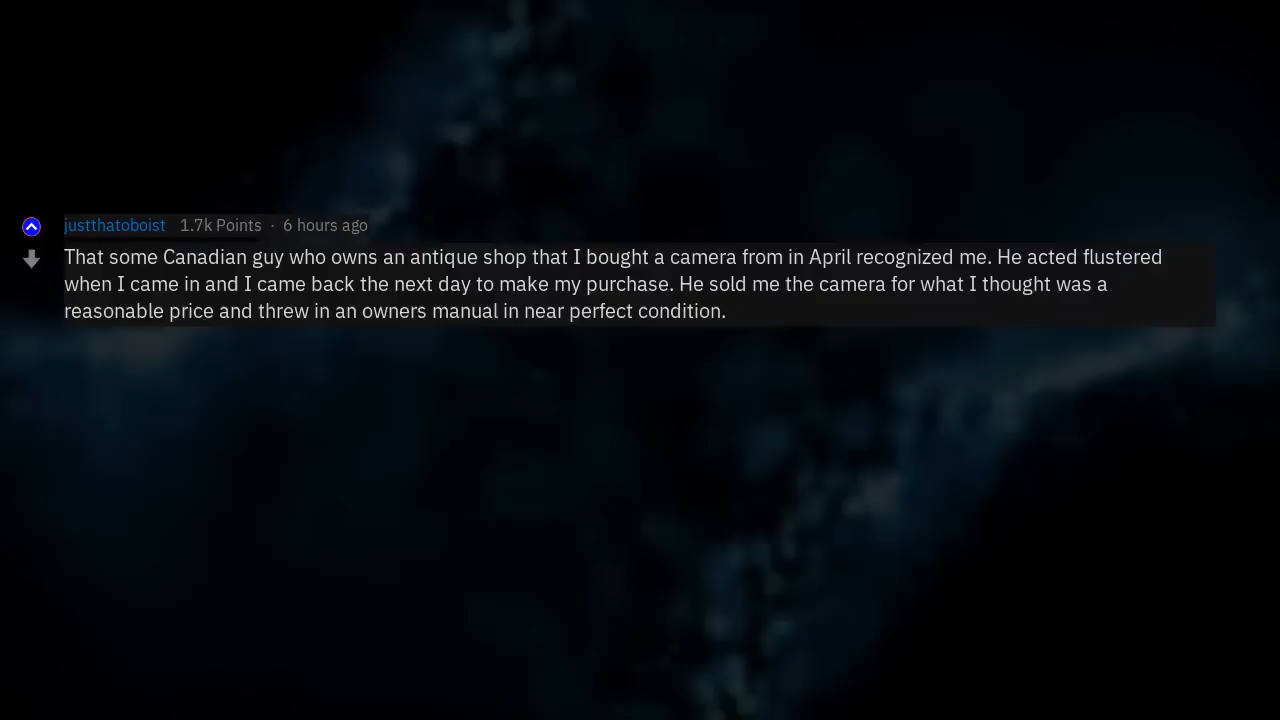 justthatoboist 1.7k Points · 6 hours ago
That some Canadian guy who owns an antique shop that I bought a camera from in April recognized me. He acted flustered
when I came in and I came back the next day to make my purchase. He sold me the camera for what I thought was a
reasonable price and threw in an owners manual in near perfect condition.